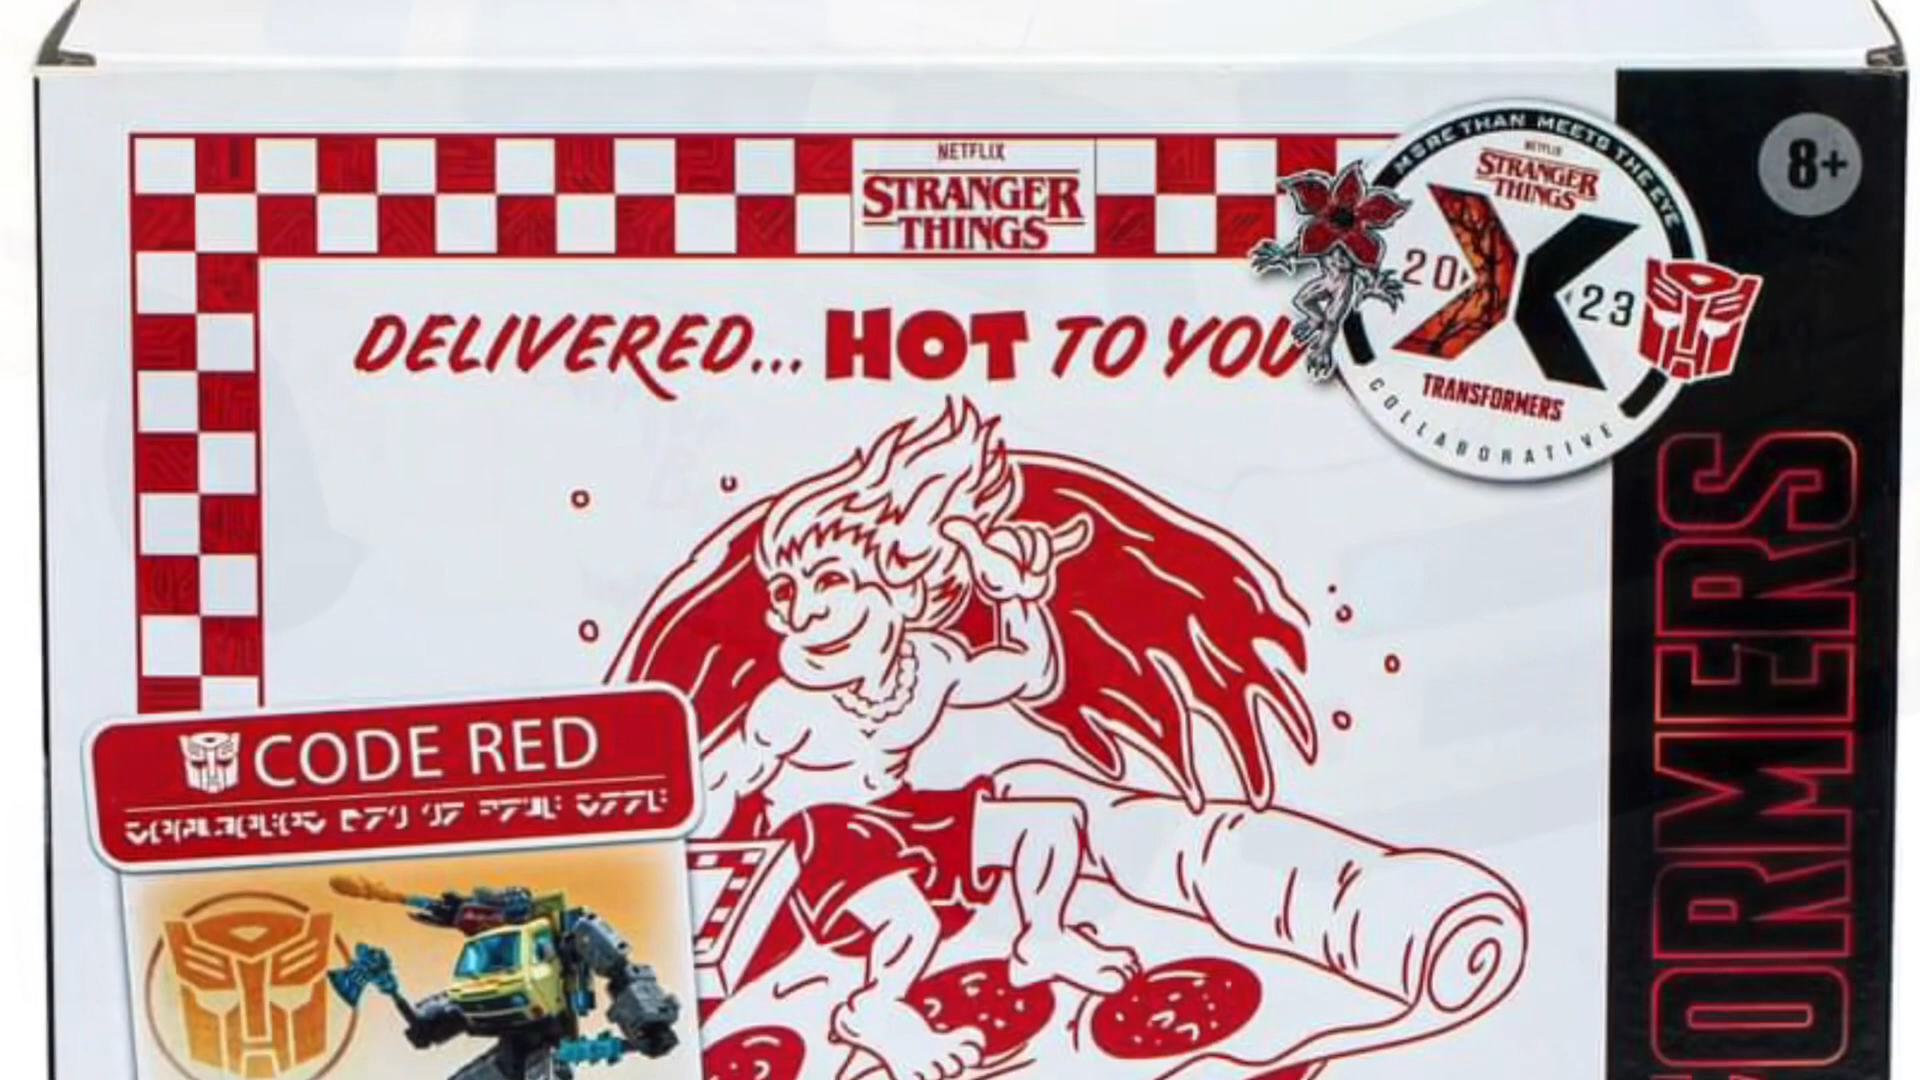 NETFLIX
STRANGER
THINGS
MORE THAN MEETS THE EYE
NETFLIX
STRANGER
THINGS
20 23
TRANSFORMERS
COLLABORATIVE
8+
DELIVERED... HOT TO YOU
CODE RED
ORMERS